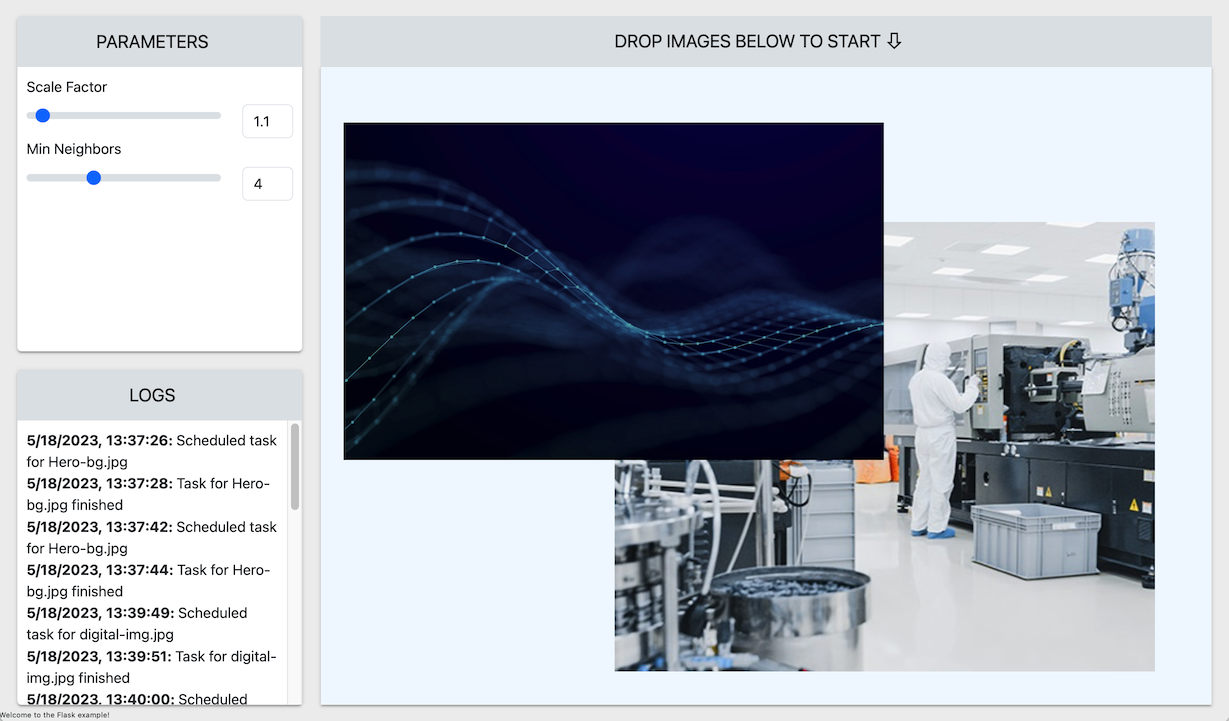 PARAMETERS
Scale Factor
1.1
Min Neighbors
4
LOGS
5/18/2023, 13:37:26: Scheduled task
for Hero-bg.jpg
5/18/2023, 13:37:28: Task for Hero-
bg.jpg finished
5/18/2023, 13:37:42: Scheduled task
for Hero-bg.jpg
5/18/2023, 13:37:44: Task for Hero-
bg.jpg finished
5/18/2023, 13:39:49: Scheduled
task for digital-img.jpg
5/18/2023, 13:39:51: Task for digital-
img.jpg finished
5/18/2023, 13:40:00: Scheduled
Welcome to the Flask example!
DROP IMAGES BELOW TO START ⇩